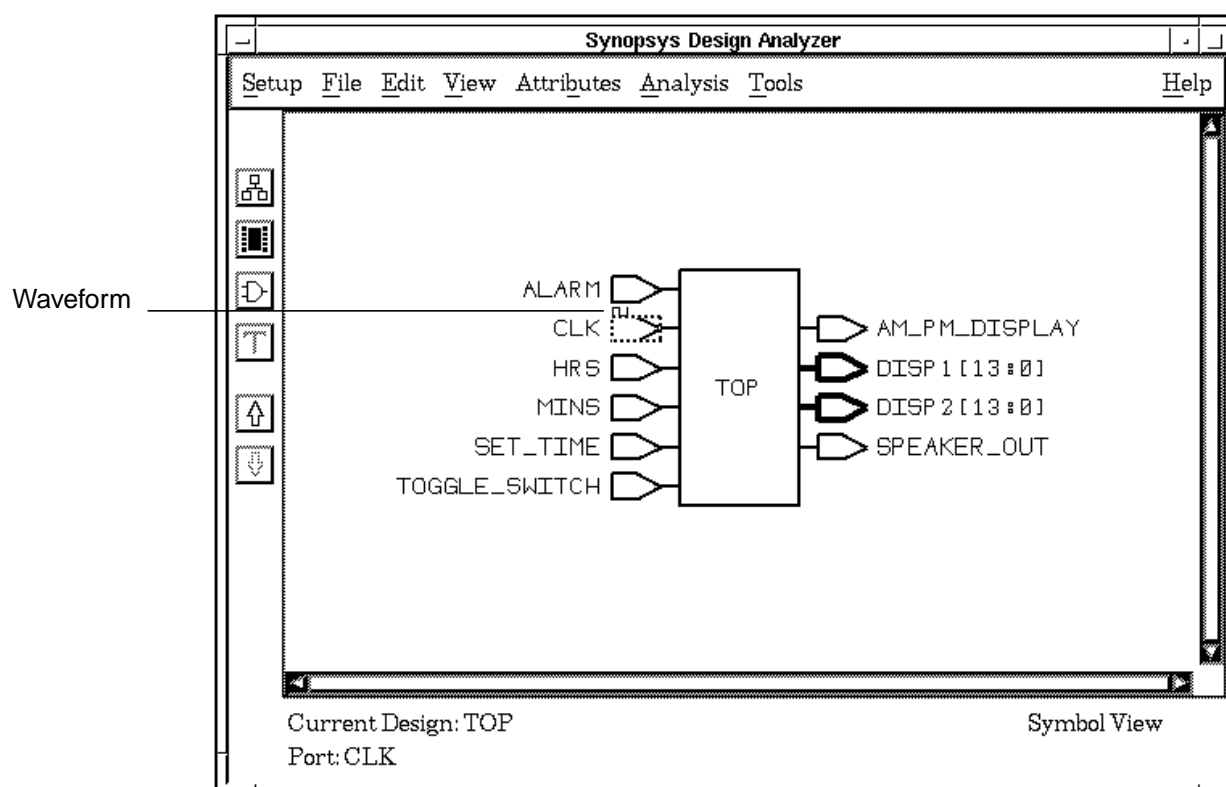 Synopsys Design Analyzer
Setup File Edit View Attributes Analysis Tools Help
Waveform
ALARM
CLK
HRS
MINS
SET_TIME
TOGGLE_SWITCH
TOP
AM_PM_DISPLAY
DISP1[13:0]
DISP2[13:0]
SPEAKER_OUT
Current Design: TOP
Symbol View
Port: CLK